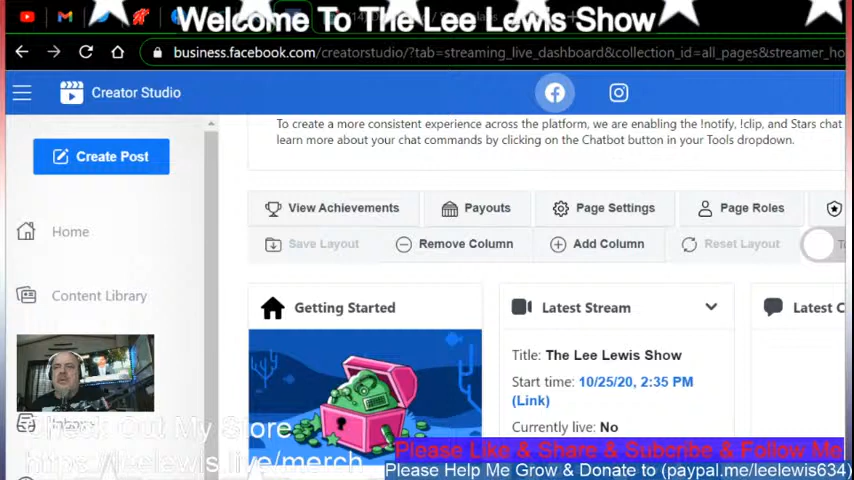 Welcome To The Lee Lewis Show
business.facebook.com/creatorstudio/?tab=streaming_live_dashboard&collection_id=all_pages&streamer_ho
Creator Studio
To create a more consistent experience across the platform, we are enabling the !notify, !clip, and Stars chat
learn more about your chat commands by clicking on the Chatbot button in your Tools dropdown.
Create Post
View Achievements Payouts Page Settings Page Roles
Save Layout Remove Column Add Column Reset Layout
Home
Content Library
Getting Started
Latest Stream
Latest C
Title: The Lee Lewis Show
Start time: 10/25/20, 2:35 PM
(Link)
Currently live: No
Inbox
Check Out My Store
https://leelewis.live/merch
Please Like & Share & Subcribe & Follow Me
Please Help Me Grow & Donate to (paypal.me/leelewis634)